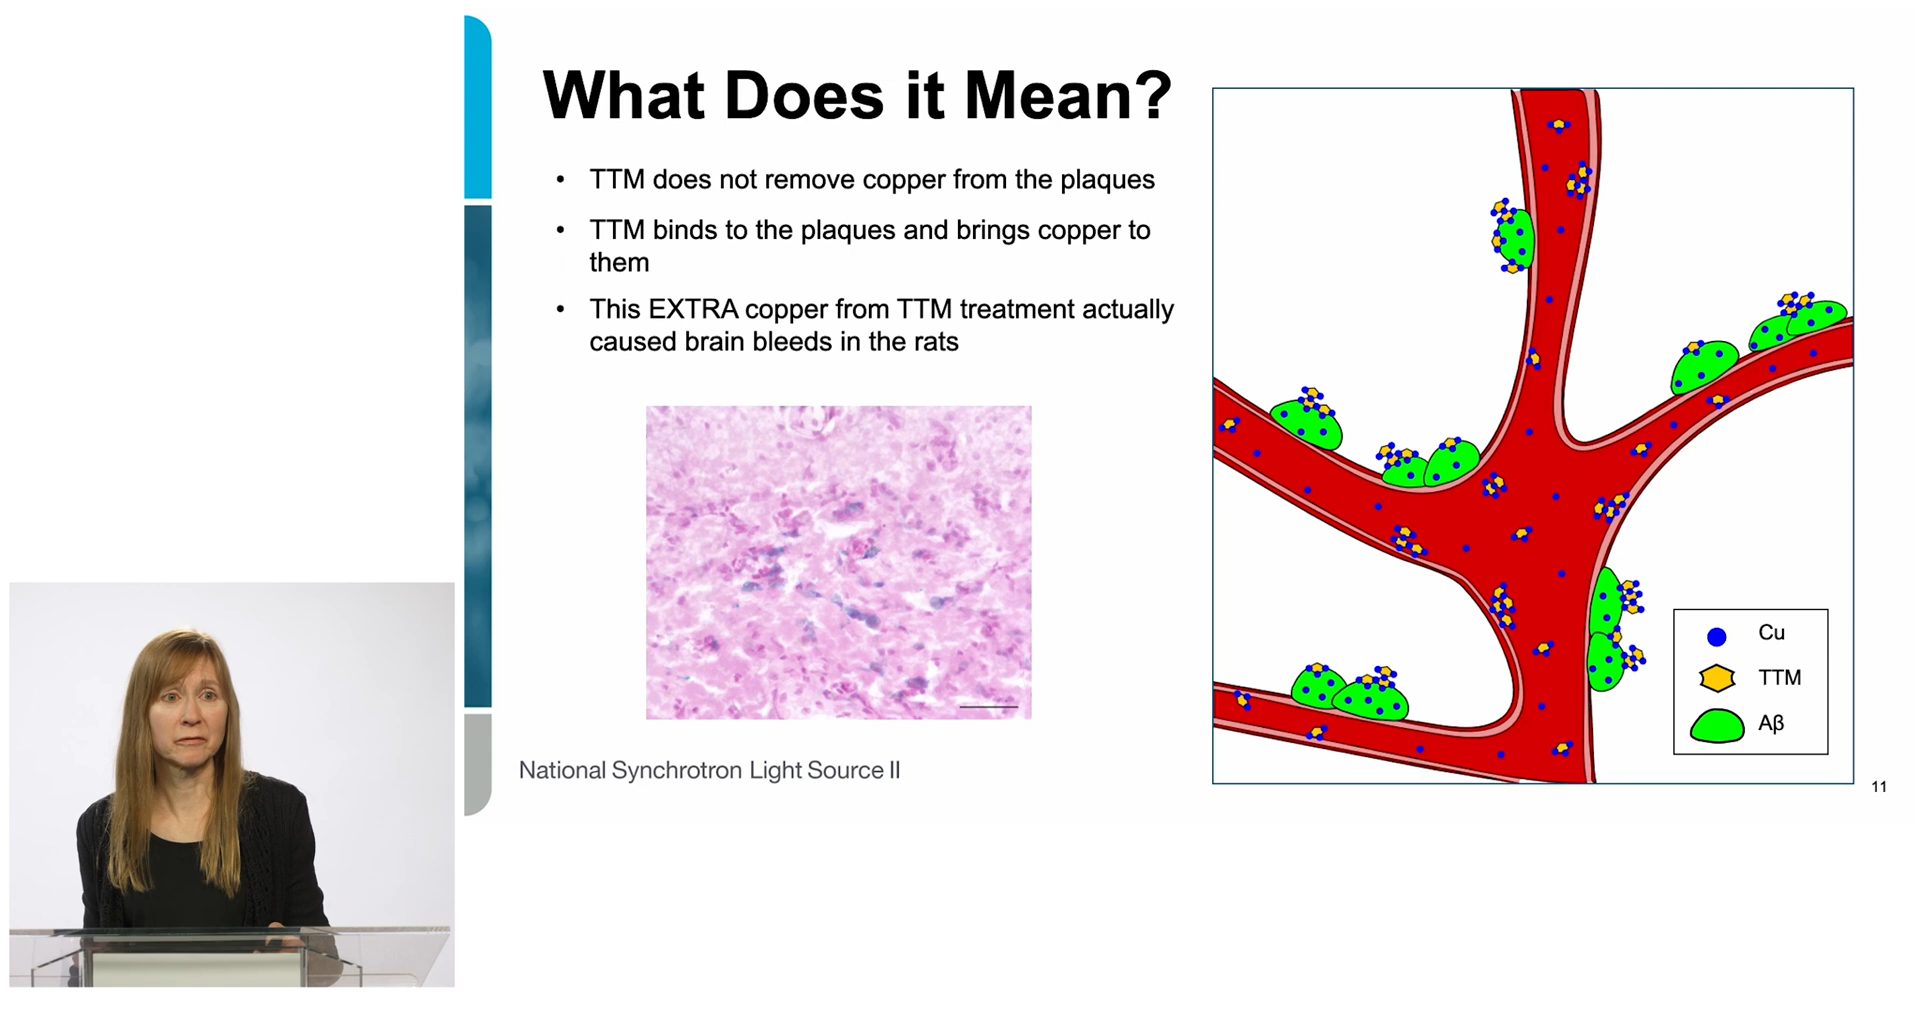 What Does it Mean?
• TTM does not remove copper from the plaques
• TTM binds to the plaques and brings copper to
them
• This EXTRA copper from TTM treatment actually
caused brain bleeds in the rats
National Synchrotron Light Source II
Cu
TTM
Aβ
11